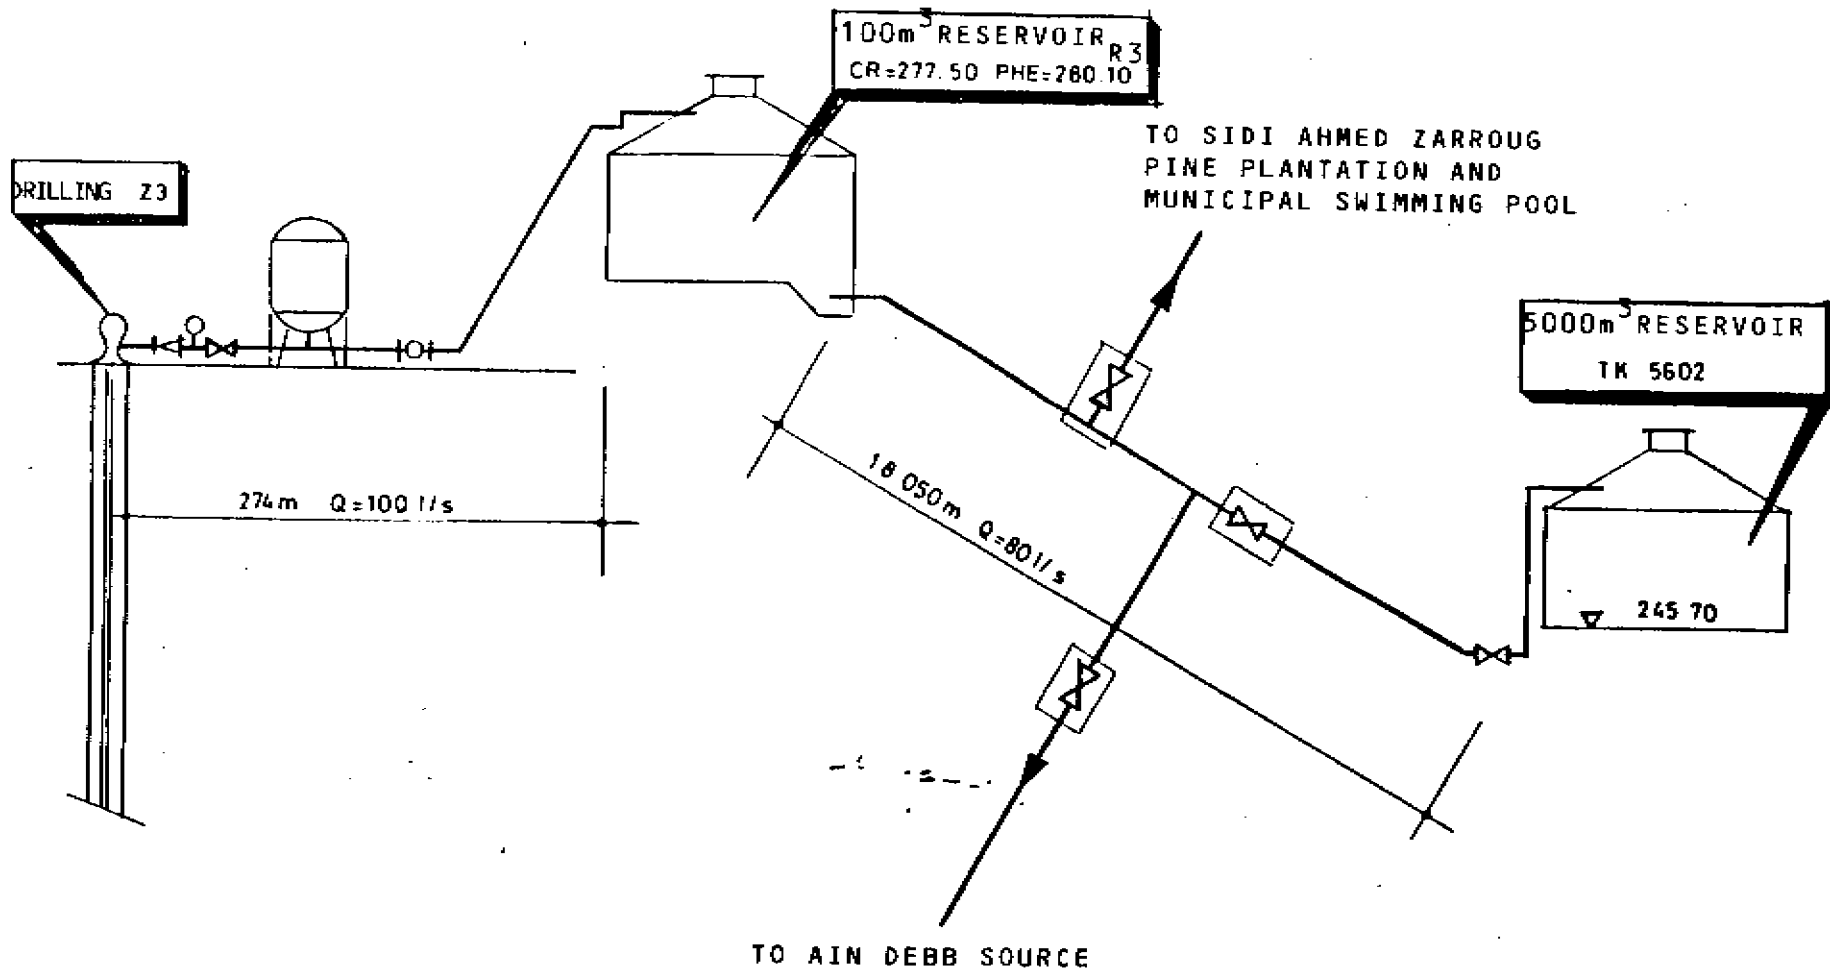 100m³ RESERVOIR R3
CR=277.50 PHE=280.10
TO SIDI AHMED ZARROUG
PINE PLANTATION AND
MUNICIPAL SWIMMING POOL
DRILLING Z3
5000m³ RESERVOIR
TK 5602
274m Q=100 l/s
18 050m Q=80 l/s
245 70
TO AIN DEBB SOURCE